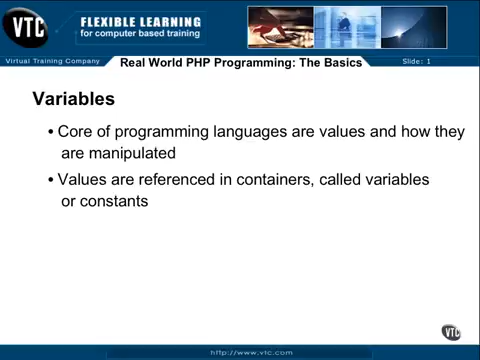 VTC
FLEXIBLE LEARNING
for computer based training
Virtual Training Company
Real World PHP Programming: The Basics
Slide: 1
Variables
• Core of programming languages are values and how they
are manipulated
• Values are referenced in containers, called variables
or constants
VTC
http://www.vtc.com